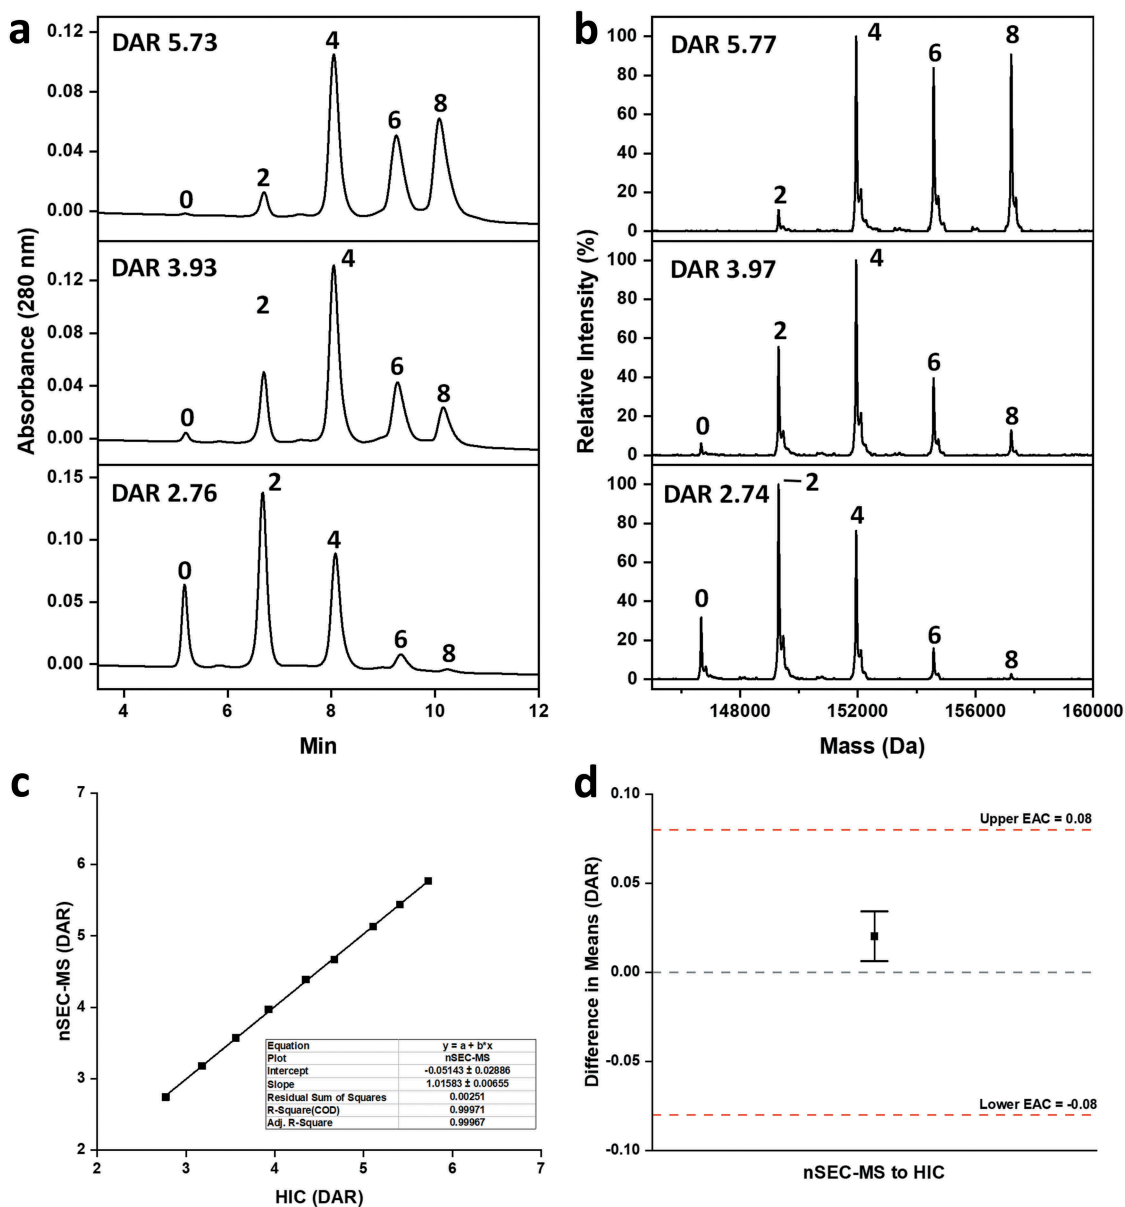 a
DAR 5.73
0.12
0.08
0.04
0.00
0
2
4
6
8
DAR 3.93
0.12
0.08
0.04
0.00
0
2
4
6
8
DAR 2.76
0.15
0.10
0.05
0.00
0
2
4
6
8
4 6 8 10 12
Min
Absorbance (280 nm)
b
DAR 5.77
100
80
60
40
20
0
2
4
6
8
DAR 3.97
100
80
60
40
20
0
0
2
4
6
8
DAR 2.74
100
80
60
40
20
0
0
2
4
6
8
148000 152000 156000 160000
Mass (Da)
Relative Intensity (%)
c
7
6
5
4
3
2
2 3 4 5 6 7
HIC (DAR)
nSEC-MS (DAR)
Equation y = a + b*x
Plot nSEC-MS
Intercept -0.05143 ± 0.02886
Slope 1.01583 ± 0.00655
Residual Sum of Squares 0.00251
R-Square(COD) 0.99971
Adj. R-Square 0.99967
d
0.10
0.05
0.00
-0.05
-0.10
Difference in Means (DAR)
Upper EAC = 0.08
Lower EAC = -0.08
nSEC-MS to HIC